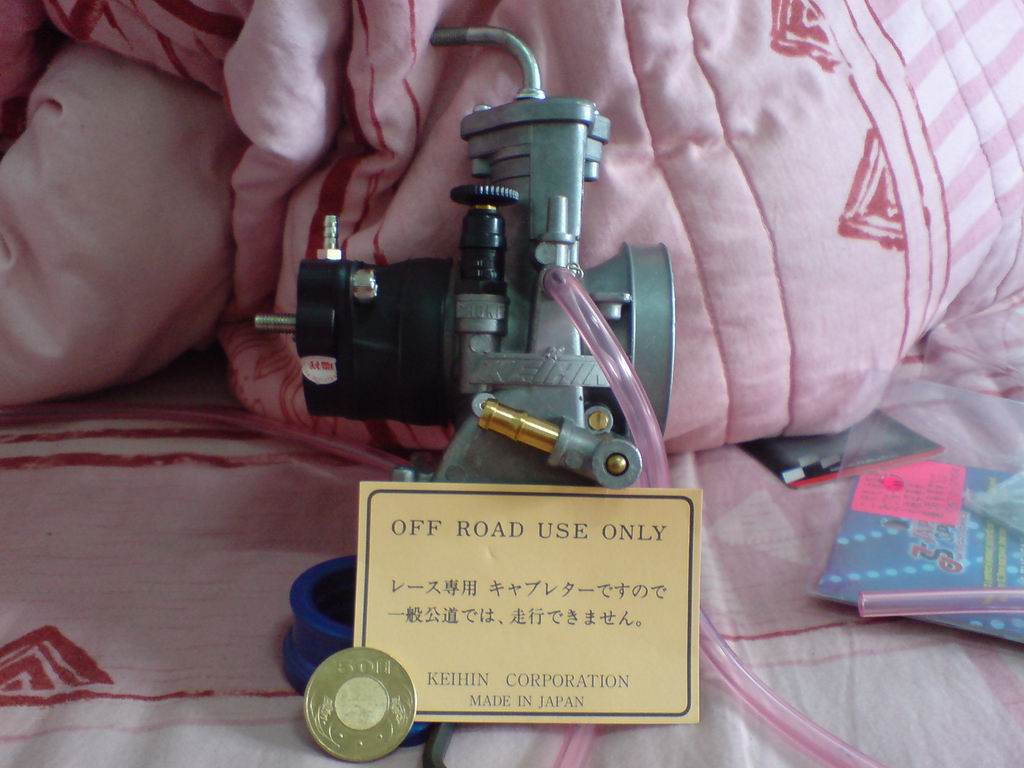 CHOKE
KEIHIN
OFF ROAD USE ONLY
レース専用 キャブレターですので
一般公道では、走行できません。
KEIHIN CORPORATION
MADE IN JAPAN
50